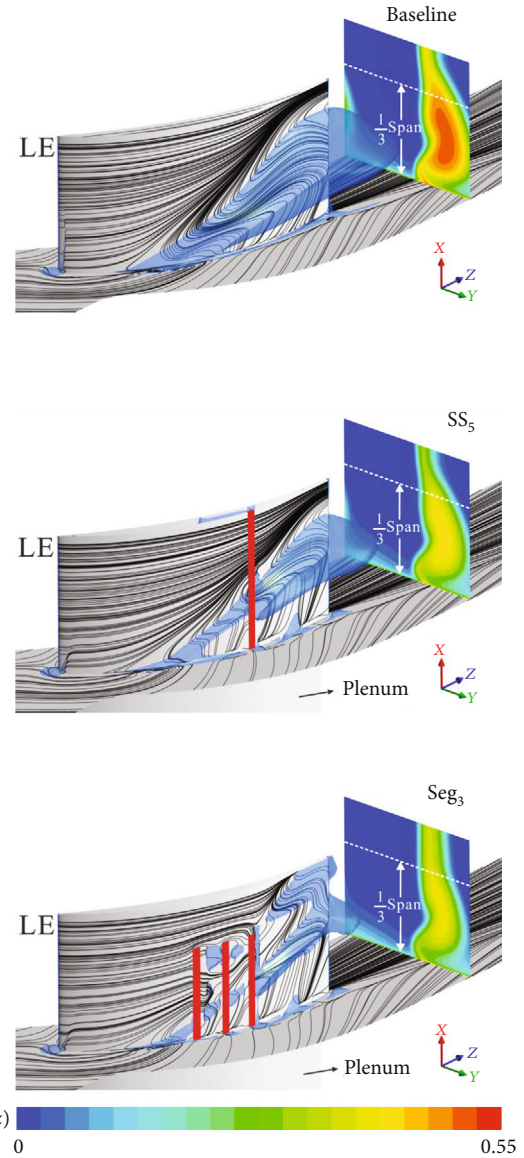 Baseline
1/3 Span
LE
X
Z
Y
SS5
1/3 Span
LE
Plenum
X
Z
Y
Seg3
1/3 Span
LE
Plenum
X
Z
Y
)
0 0.55